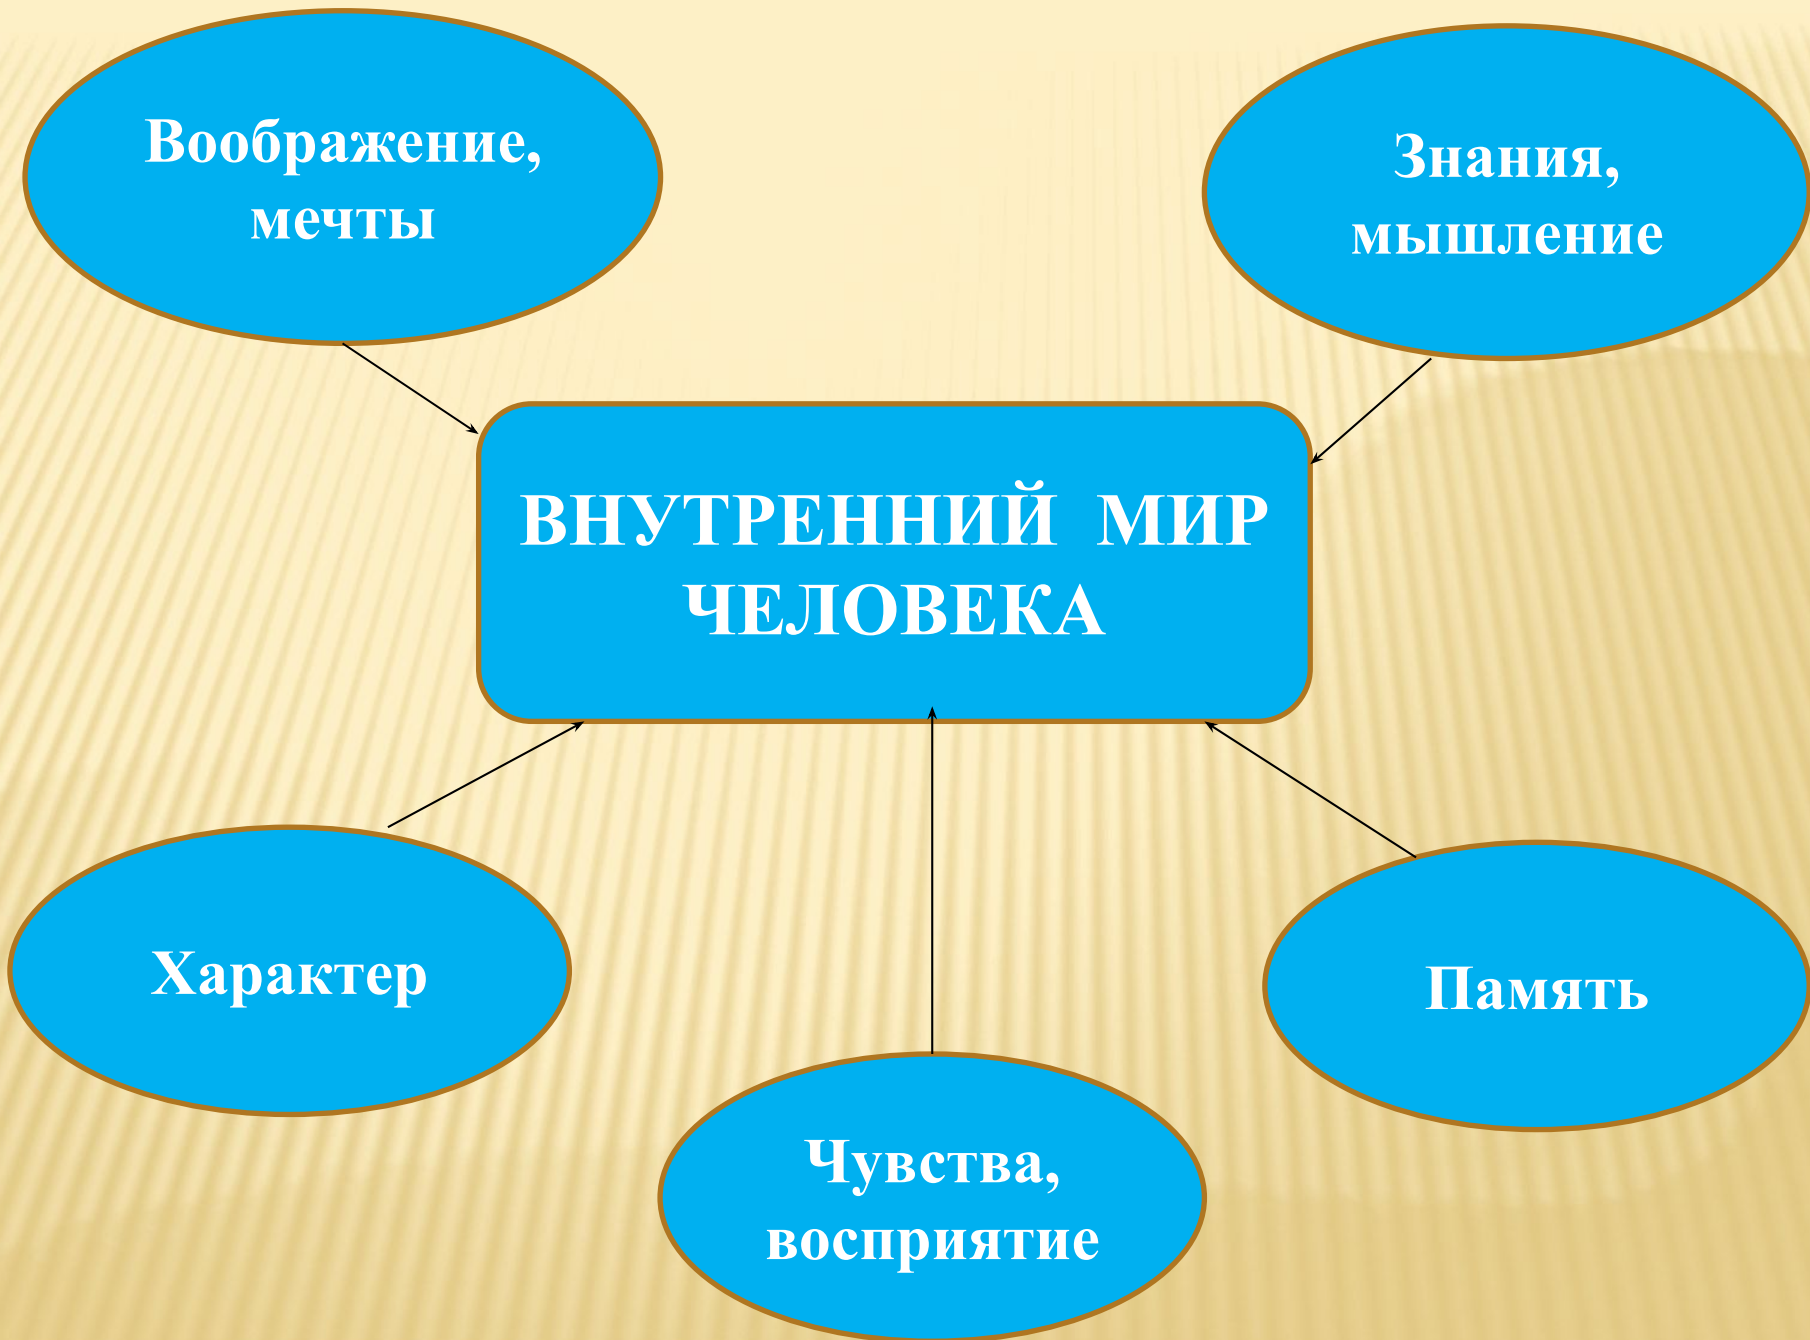 Воображение,
мечты
Знания,
мышление
ВНУТРЕННИЙ МИР
ЧЕЛОВЕКА
Характер
Память
Чувства,
восприятие